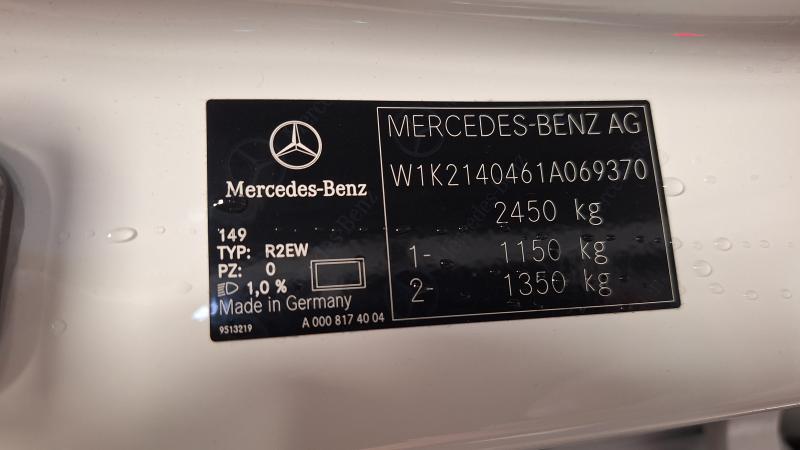 Mercedes-Benz
149
TYP: R2EW
PZ: 0
1,0 %
Made in Germany
9513219 A 000 817 40 04
MERCEDES-BENZ AG
W1K2140461A069370
2450 kg
1- 1150 kg
2- 1350 kg